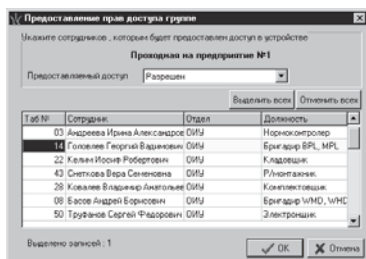 Предоставление прав доступа группе
Укажите сотрудников , которым будет предоставлен доступ в устройстве
Проходная на предприятие №1
Предоставляемый доступ Разрешен
Выделить всех Отменить всех
Таб № Сотрудник Отдел Должность
03 Андреева Ирина Александров ОИУ Нормоконтролер
14 Головлев Георгий Вадимович ОИУ Бригадир BPL, MPL
22 Келин Иосиф Робертович ОИУ Кладовщик
43 Снеткова Вера Семеновна ОИУ Р/монтажник
28 Ковалев Владимир Анатолье ОИУ Комплектовщик
08 Басов Андрей Борисович ОИУ Бригадир WMD, WHD
50 Труфанов Сергей Федорович ОИУ Электронщик
Выделено записей : 1
OK Отмена